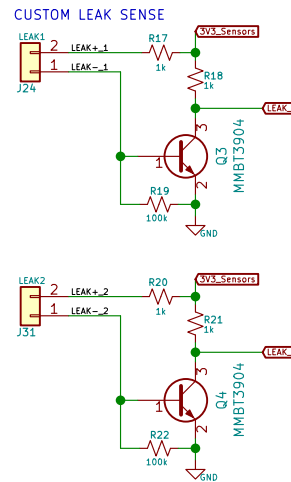 CUSTOM LEAK SENSE
3V3_Sensors
LEAK1
R17
2
LEAK+_1
1k
R18
1k
1
LEAK-_1
J24
LEAK_
3
Q3
MMBT3904
1
2
R19
100k
GND
3V3_Sensors
LEAK2
R20
2
LEAK+_2
1k
R21
1k
1
LEAK-_2
J31
LEAK_
3
Q4
MMBT3904
1
2
R22
100k
GND